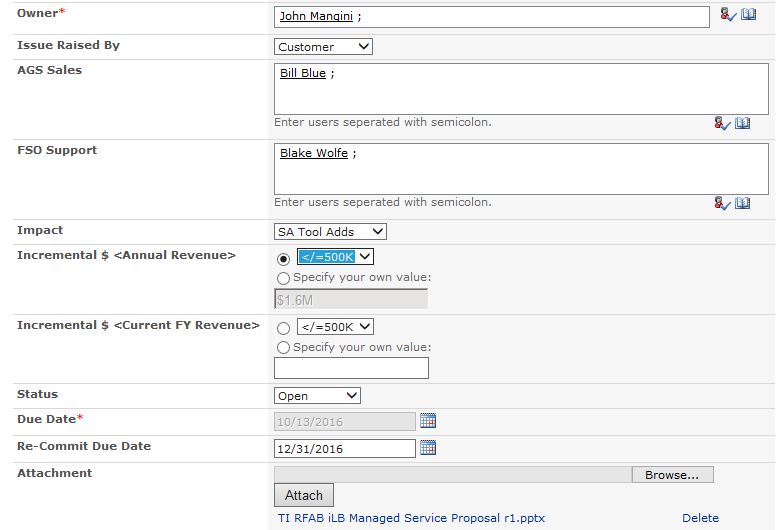 Owner*
John Mangini ;
Issue Raised By
Customer
AGS Sales
Bill Blue ;
Enter users seperated with semicolon.
FSO Support
Blake Wolfe ;
Enter users seperated with semicolon.
Impact
SA Tool Adds
Incremental $ <Annual Revenue>
</=500K
Specify your own value:
$1.6M
Incremental $ <Current FY Revenue>
</=500K
Specify your own value:
Status
Open
Due Date*
10/13/2016
Re-Commit Due Date
12/31/2016
Attachment
Browse...
Attach
TI RFAB iLB Managed Service Proposal r1.pptx Delete